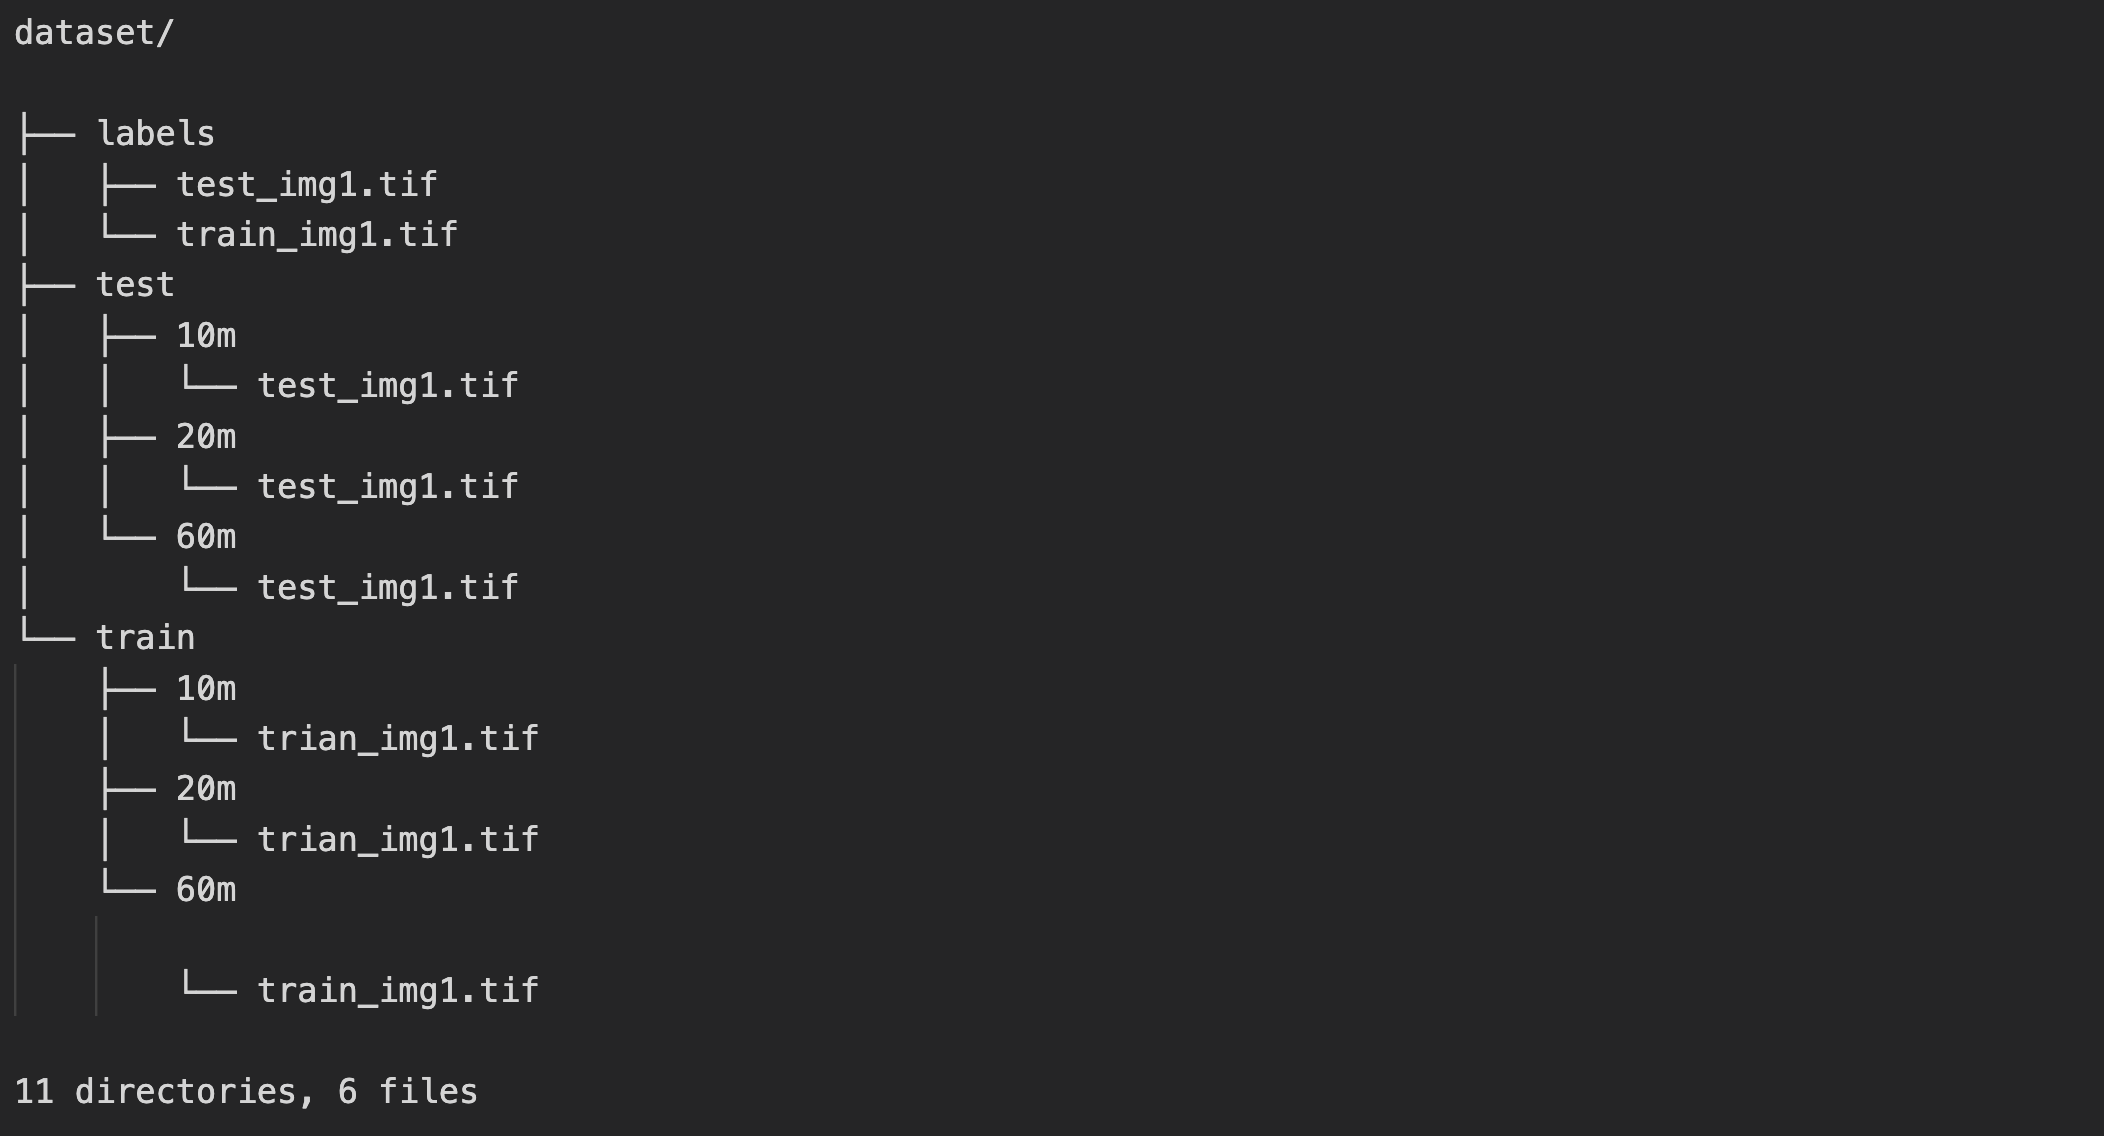 dataset/
├── labels
│   ├── test_img1.tif
│   └── train_img1.tif
├── test
│   ├── 10m
│   │   └── test_img1.tif
│   ├── 20m
│   │   └── test_img1.tif
│   └── 60m
│       └── test_img1.tif
└── train
    ├── 10m
    │   └── trian_img1.tif
    ├── 20m
    │   └── trian_img1.tif
    └── 60m
        └── train_img1.tif
11 directories, 6 files